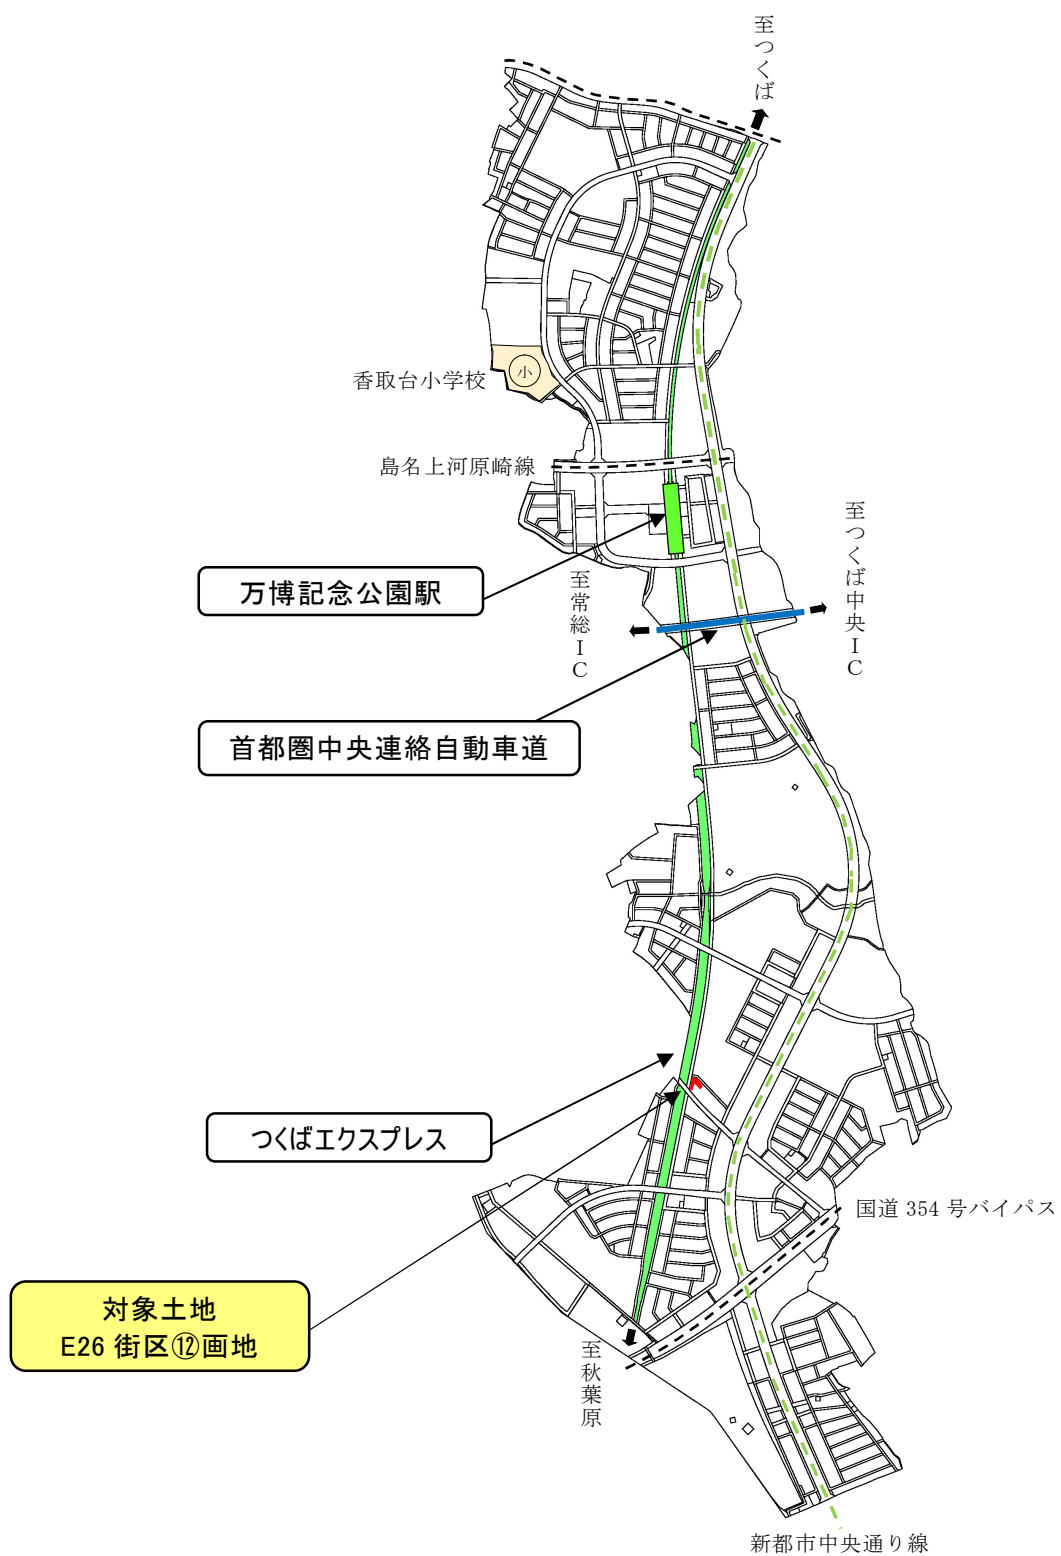 至つくば
小
香取台小学校
島名上河原崎線
至つくば中央IC
万博記念公園駅
至常総IC
首都圏中央連絡自動車道
つくばエクスプレス
国道 354 号バイパス
対象土地
E26 街区⑫画地
至秋葉原
新都市中央通り線